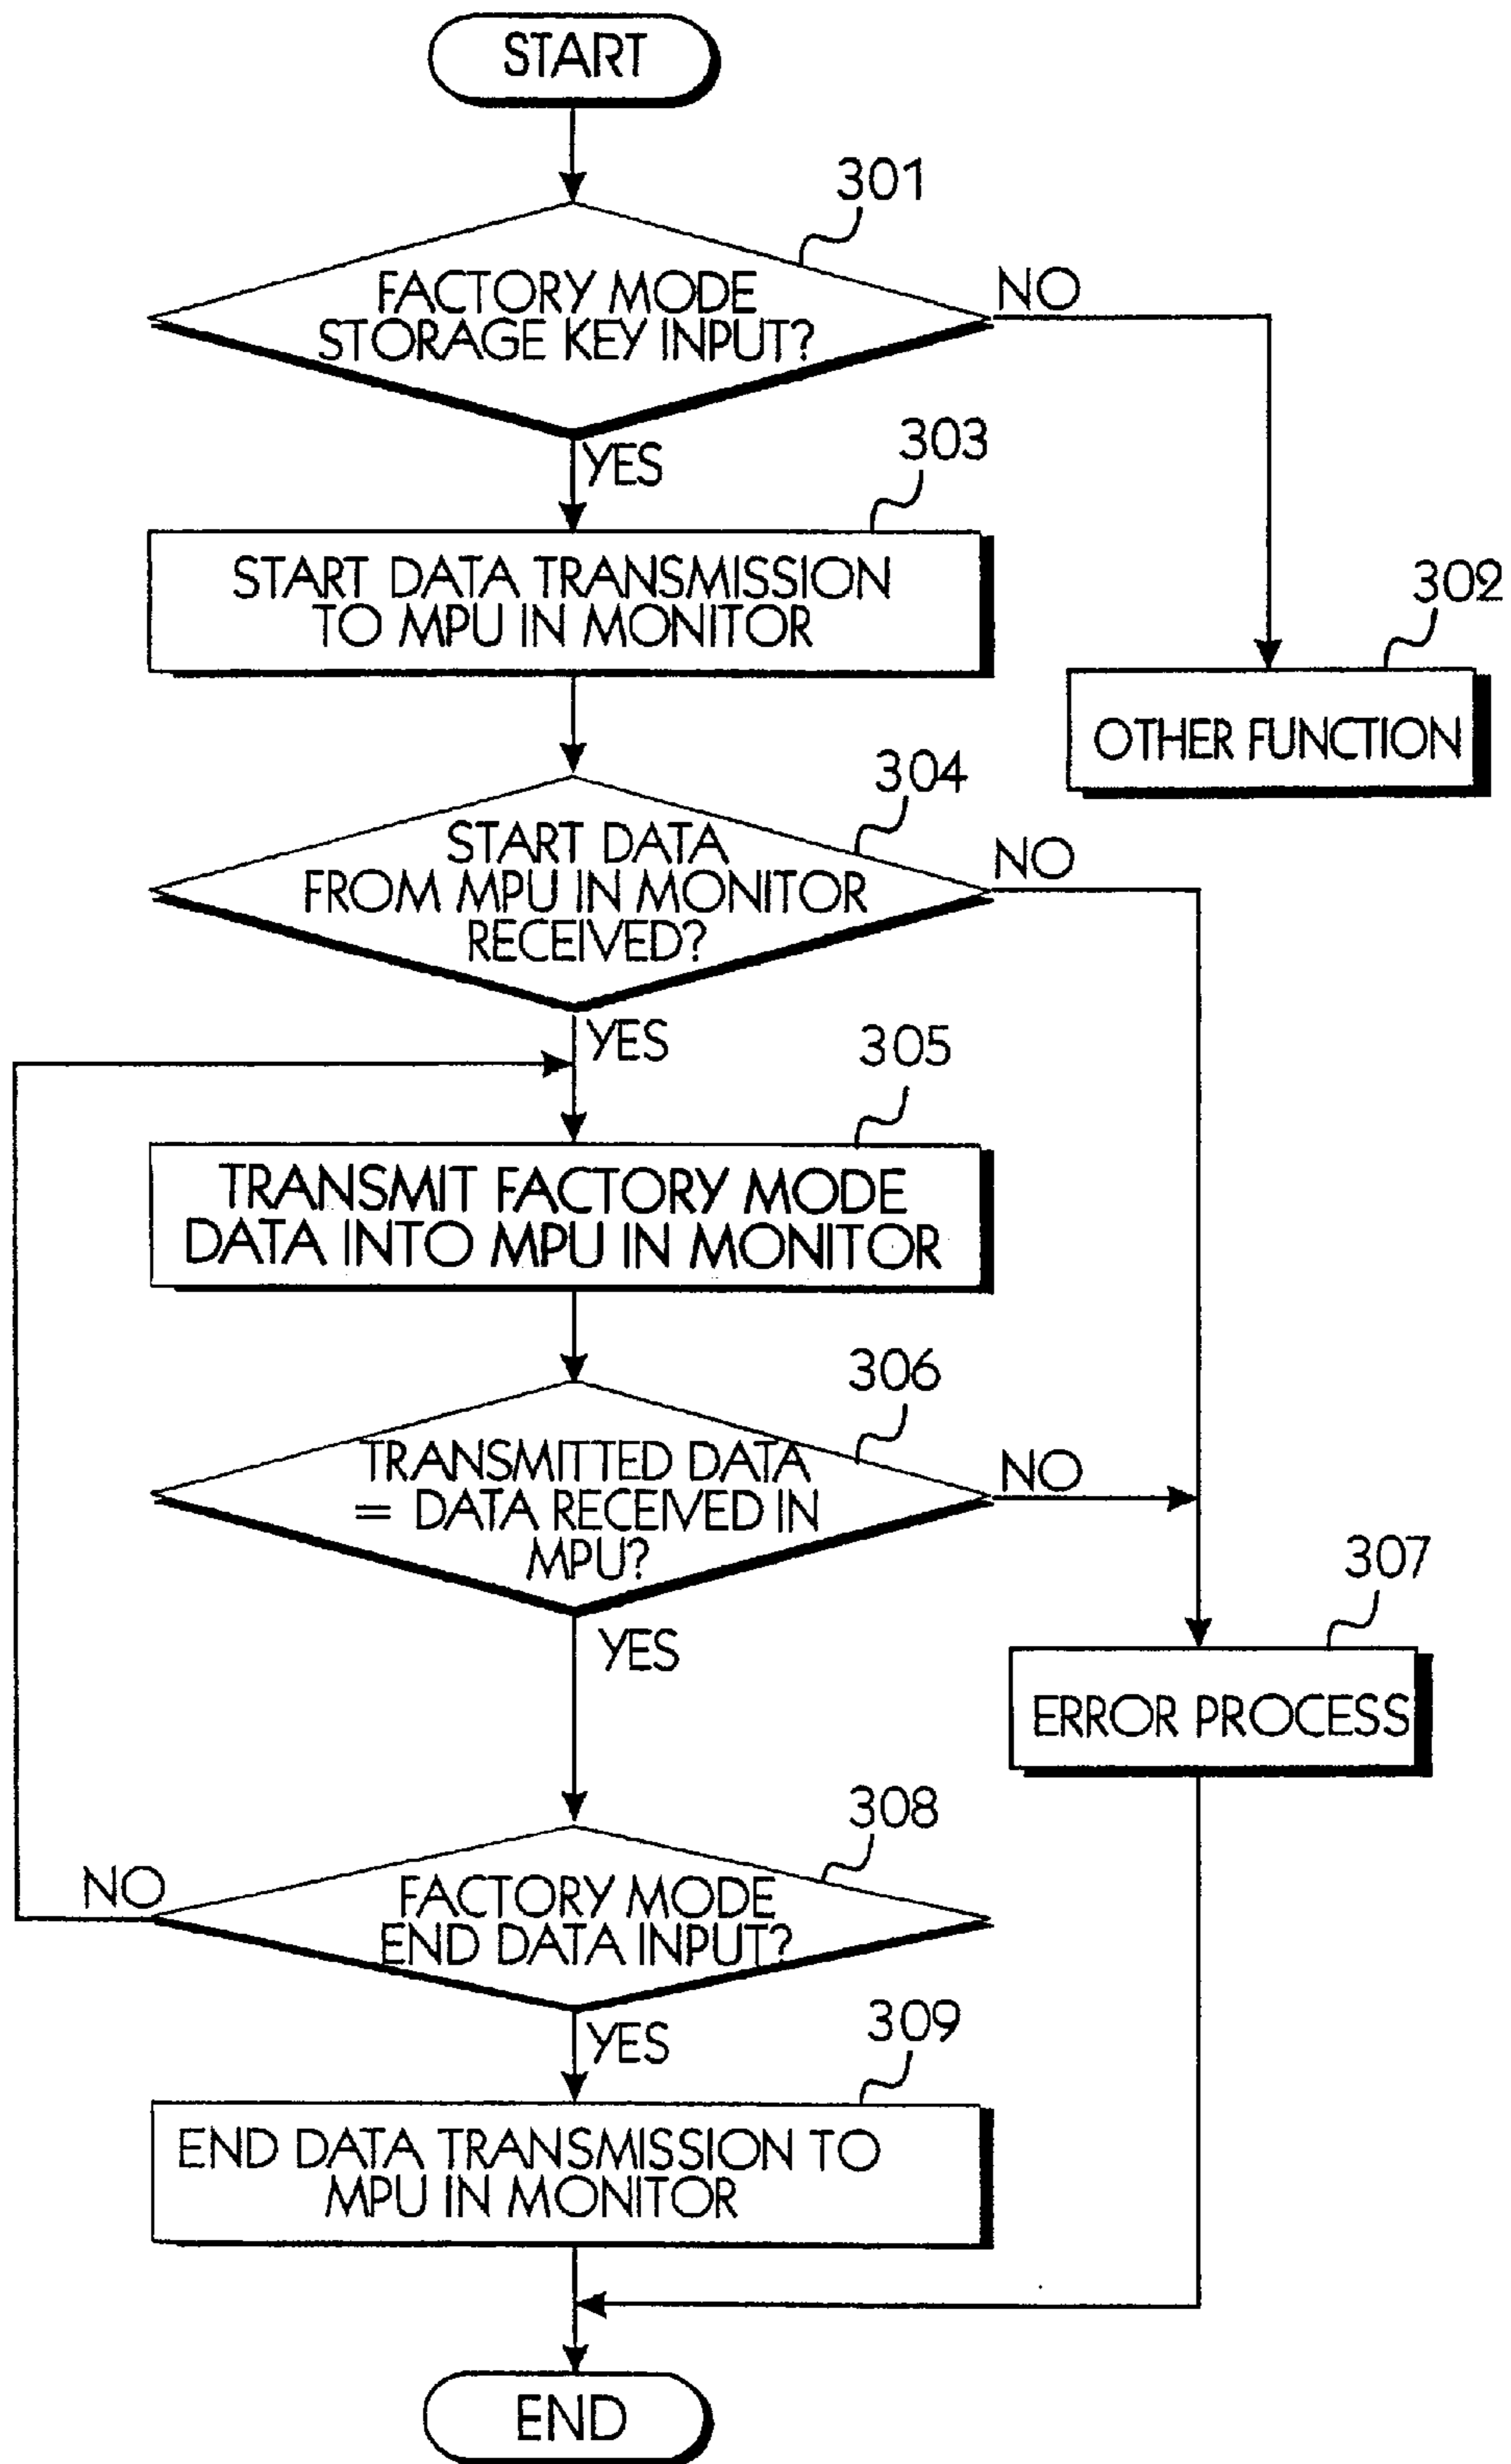 START
301
FACTORY MODE
STORAGE KEY INPUT?
NO
YES
303
START DATA TRANSMISSION
TO MPU IN MONITOR
302
OTHER FUNCTION
304
START DATA
FROM MPU IN MONITOR
RECEIVED?
NO
YES
305
TRANSMIT FACTORY MODE
DATA INTO MPU IN MONITOR
306
TRANSMITTED DATA
= DATA RECEIVED IN
MPU?
NO
YES
307
ERROR PROCESS
308
FACTORY MODE
END DATA INPUT?
NO
YES
309
END DATA TRANSMISSION TO
MPU IN MONITOR
END